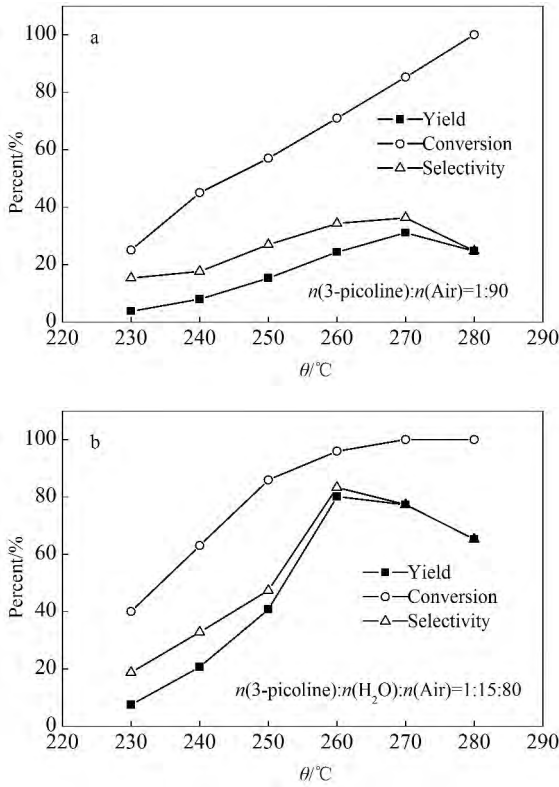 a
100
80
60
40
20
0
Percent/%
Yield
Conversion
Selectivity
n(3-picoline):n(Air)=1:90
220 230 240 250 260 270 280 290
θ/℃
b
100
80
60
40
20
0
Percent/%
Yield
Conversion
Selectivity
n(3-picoline):n(H₂O):n(Air)=1:15:80
220 230 240 250 260 270 280 290
θ/℃